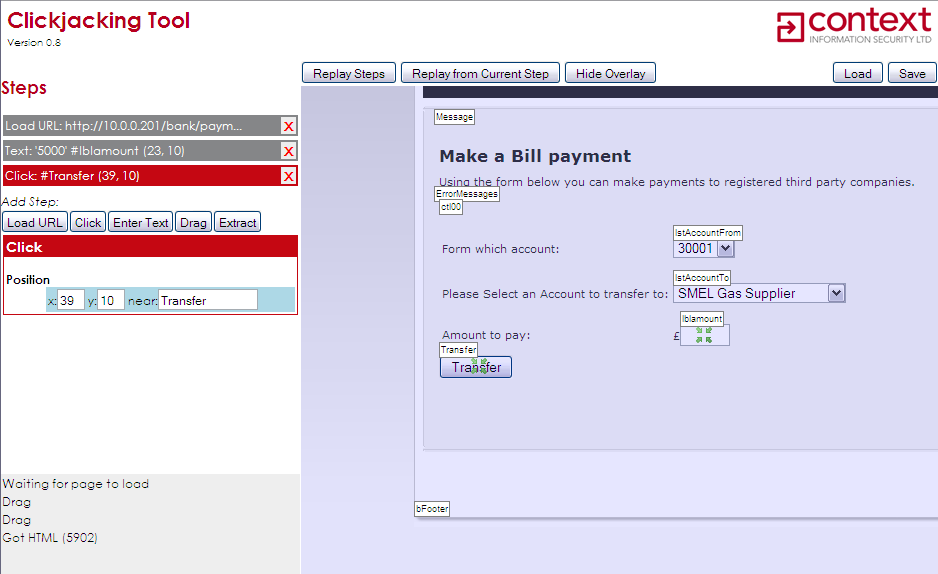 Clickjacking Tool
Version 0.8
context
INFORMATION SECURITY LTD
Replay Steps
Replay from Current Step
Hide Overlay
Load
Save
Steps
Load URL: http://10.0.0.201/bank/paym...
X
Text: '5000' #lblamount (23, 10)
X
Click: #Transfer (39, 10)
X
Add Step:
Load URL
Click
Enter Text
Drag
Extract
Click
Position
x: 39 y: 10 near: Transfer
Waiting for page to load
Drag
Drag
Got HTML (5902)
Message
Make a Bill payment
Using the form below you can make payments to registered third party companies.
ErrorMessages
ctl00
lstAccountFrom
Form which account: 30001
lstAccountTo
Please Select an Account to transfer to: SMEL Gas Supplier
lblamount
Amount to pay: £
Transfer
Transfer
bFooter